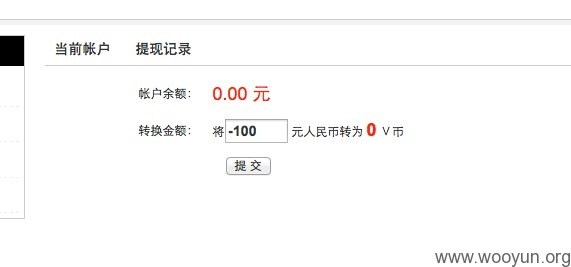 当前帐户 提现记录
帐户余额: 0.00 元
转换金额: 将 -100 元人民币转为 0 V 币
提 交
www.wooyun.org